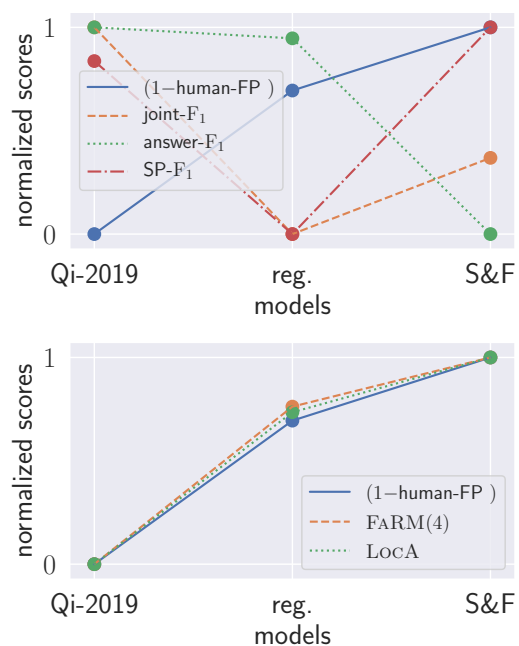 normalized scores
1
0
(1−human-FP )
joint-F₁
answer-F₁
SP-F₁
Qi-2019 reg. S&F
models
normalized scores
1
0
(1−human-FP )
FARM(4)
LOCA
Qi-2019 reg. S&F
models